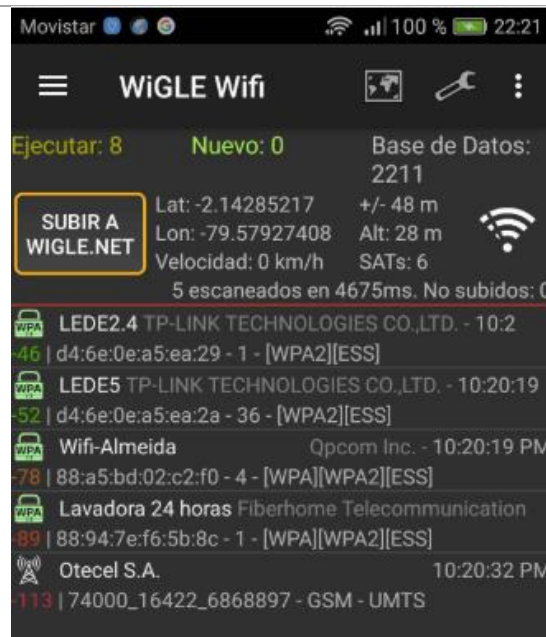 Movistar 100 % 22:21
WiGLE Wifi
Ejecutar: 8 Nuevo: 0 Base de Datos:
2211
SUBIR A
WIGLE.NET
Lat: -2.14285217 +/- 48 m
Lon: -79.57927408 Alt: 28 m
Velocidad: 0 km/h SATs: 6
5 escaneados en 4675ms. No subidos: 0
WPA LEDE2.4 TP-LINK TECHNOLOGIES CO.,LTD. - 10:2
-46 | d4:6e:0e:a5:ea:29 - 1 - [WPA2][ESS]
WPA LEDE5 TP-LINK TECHNOLOGIES CO.,LTD. - 10:20:19
-52 | d4:6e:0e:a5:ea:2a - 36 - [WPA2][ESS]
WPA Wifi-Almeida Qpcom Inc. - 10:20:19 PM
-78 | 88:a5:bd:02:c2:f0 - 4 - [WPA][WPA2][ESS]
WPA Lavadora 24 horas Fiberhome Telecommunication
-89 | 88:94:7e:f6:5b:8c - 1 - [WPA][WPA2][ESS]
Otecel S.A. 10:20:32 PM
-113 | 74000_16422_6868897 - GSM - UMTS